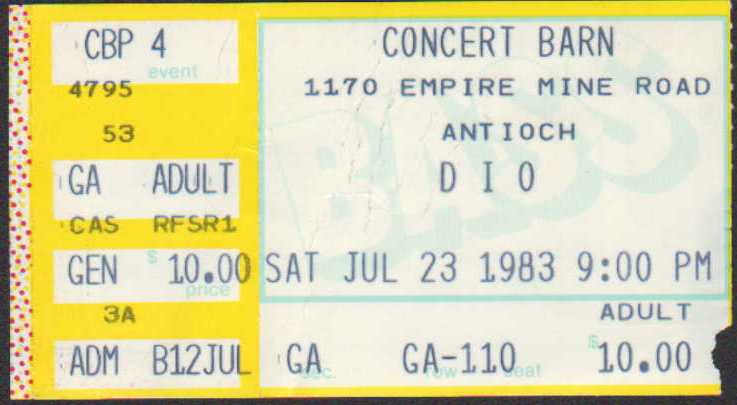 CBP 4
event
4795
53
GA ADULT
CAS RFSR1
$
GEN 10.00
price
3A
ADM B12JUL
BASS
CONCERT BARN
1170 EMPIRE MINE ROAD
ANTIOCH
DIO
SAT JUL 23 1983 9:00 PM
ADULT
$
GA GA-110 10.00
sec. row seat